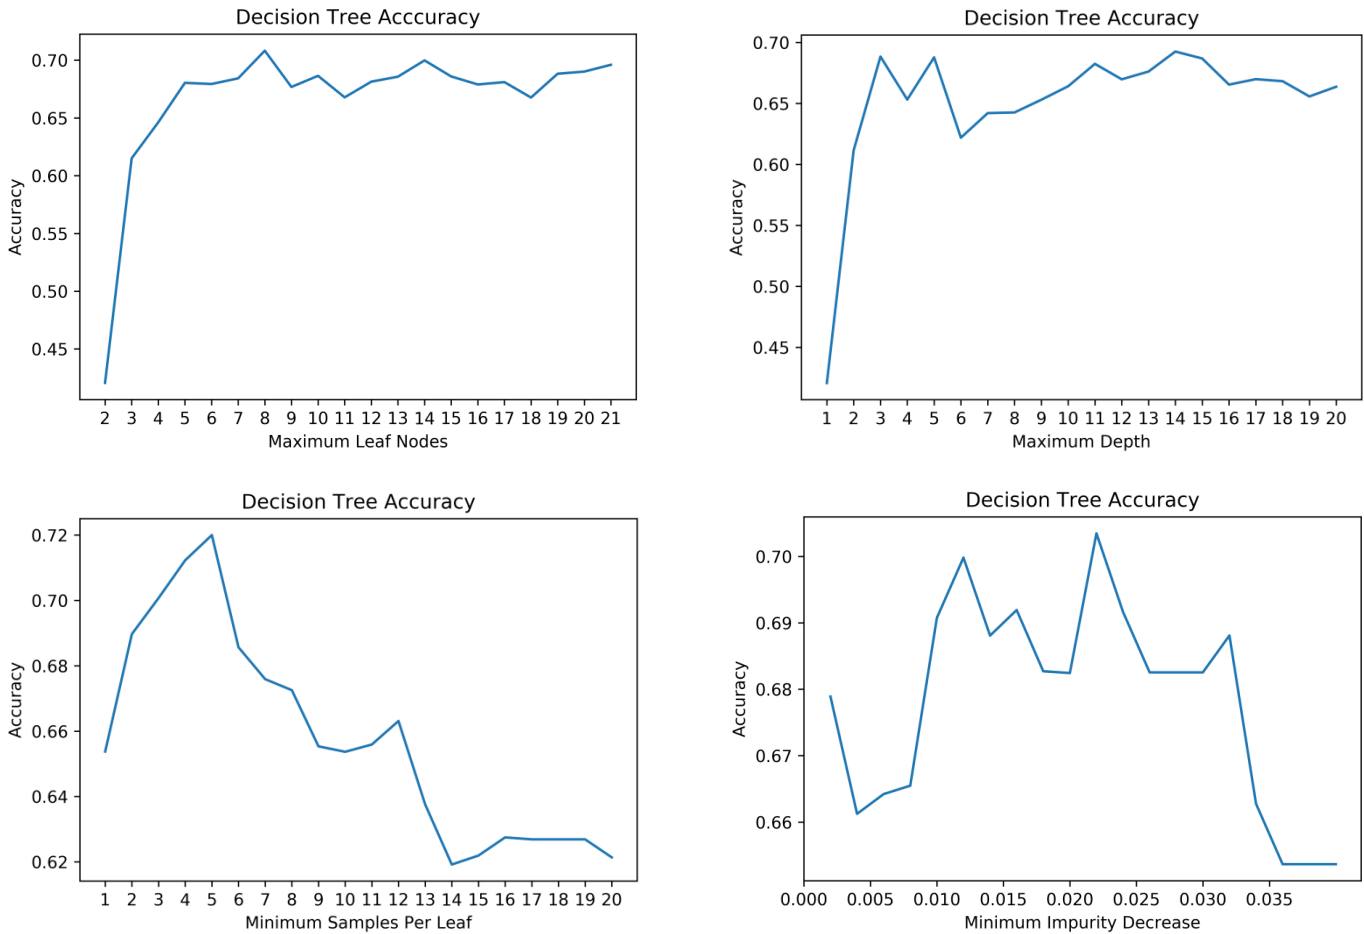 Decision Tree Acccuracy
0.70
0.65
0.60
0.55
0.50
0.45
Accuracy
2 3 4 5 6 7 8 9 10 11 12 13 14 15 16 17 18 19 20 21
Maximum Leaf Nodes
Decision Tree Accuracy
0.70
0.65
0.60
0.55
0.50
0.45
Accuracy
1 2 3 4 5 6 7 8 9 10 11 12 13 14 15 16 17 18 19 20
Maximum Depth
Decision Tree Accuracy
0.72
0.70
0.68
0.66
0.64
0.62
Accuracy
1 2 3 4 5 6 7 8 9 10 11 12 13 14 15 16 17 18 19 20
Minimum Samples Per Leaf
Decision Tree Accuracy
0.70
0.69
0.68
0.67
0.66
Accuracy
0.000 0.005 0.010 0.015 0.020 0.025 0.030 0.035
Minimum Impurity Decrease